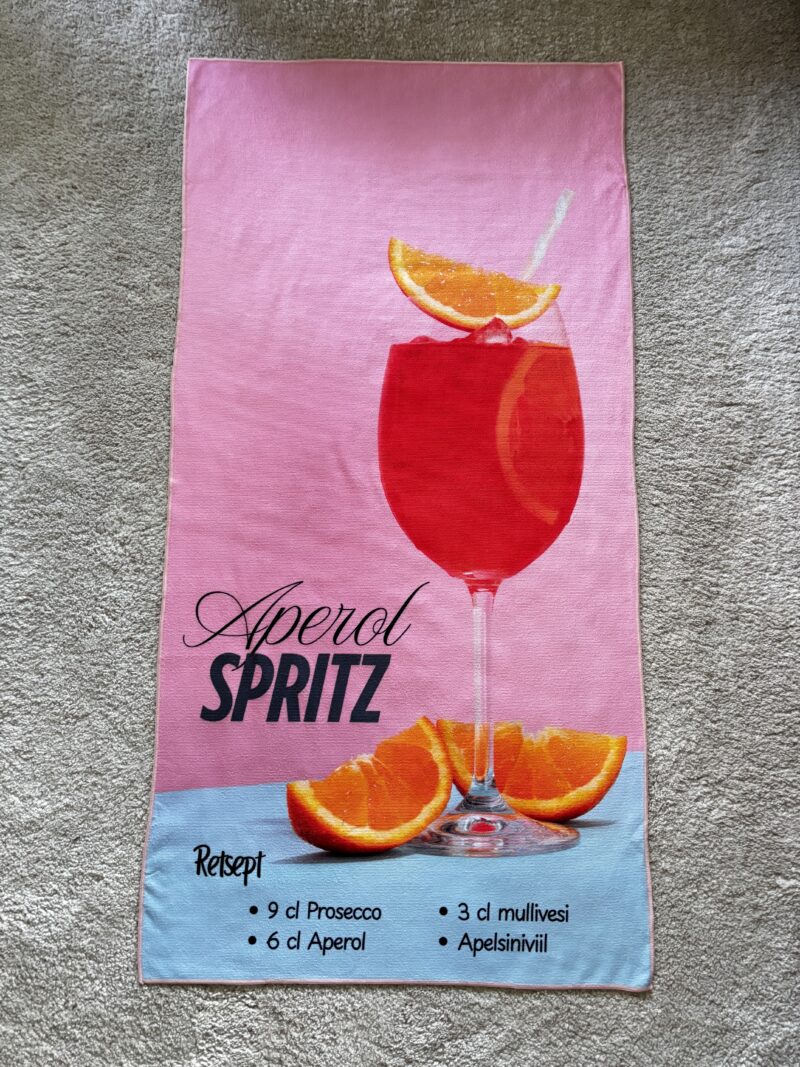 Aperol
SPRITZ
Retsept
• 9 cl Prosecco
• 6 cl Aperol
• 3 cl mullivesi
• Apelsiniviil